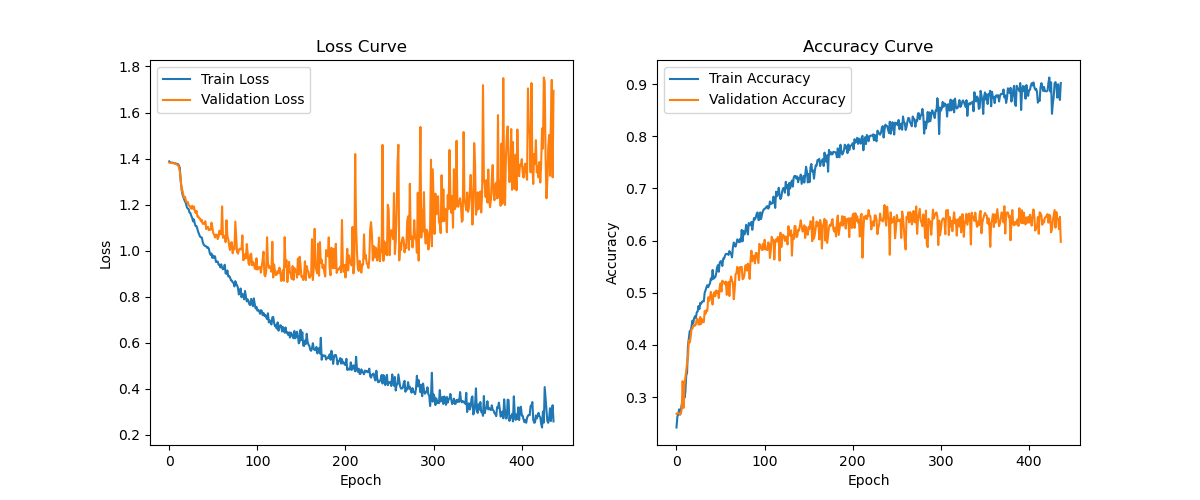 Loss Curve
Train Loss
Validation Loss
1.8
1.6
1.4
1.2
1.0
0.8
0.6
0.4
0.2
Loss
0
100
200
300
400
Epoch
Accuracy Curve
Train Accuracy
Validation Accuracy
0.9
0.8
0.7
0.6
0.5
0.4
0.3
Accuracy
0
100
200
300
400
Epoch